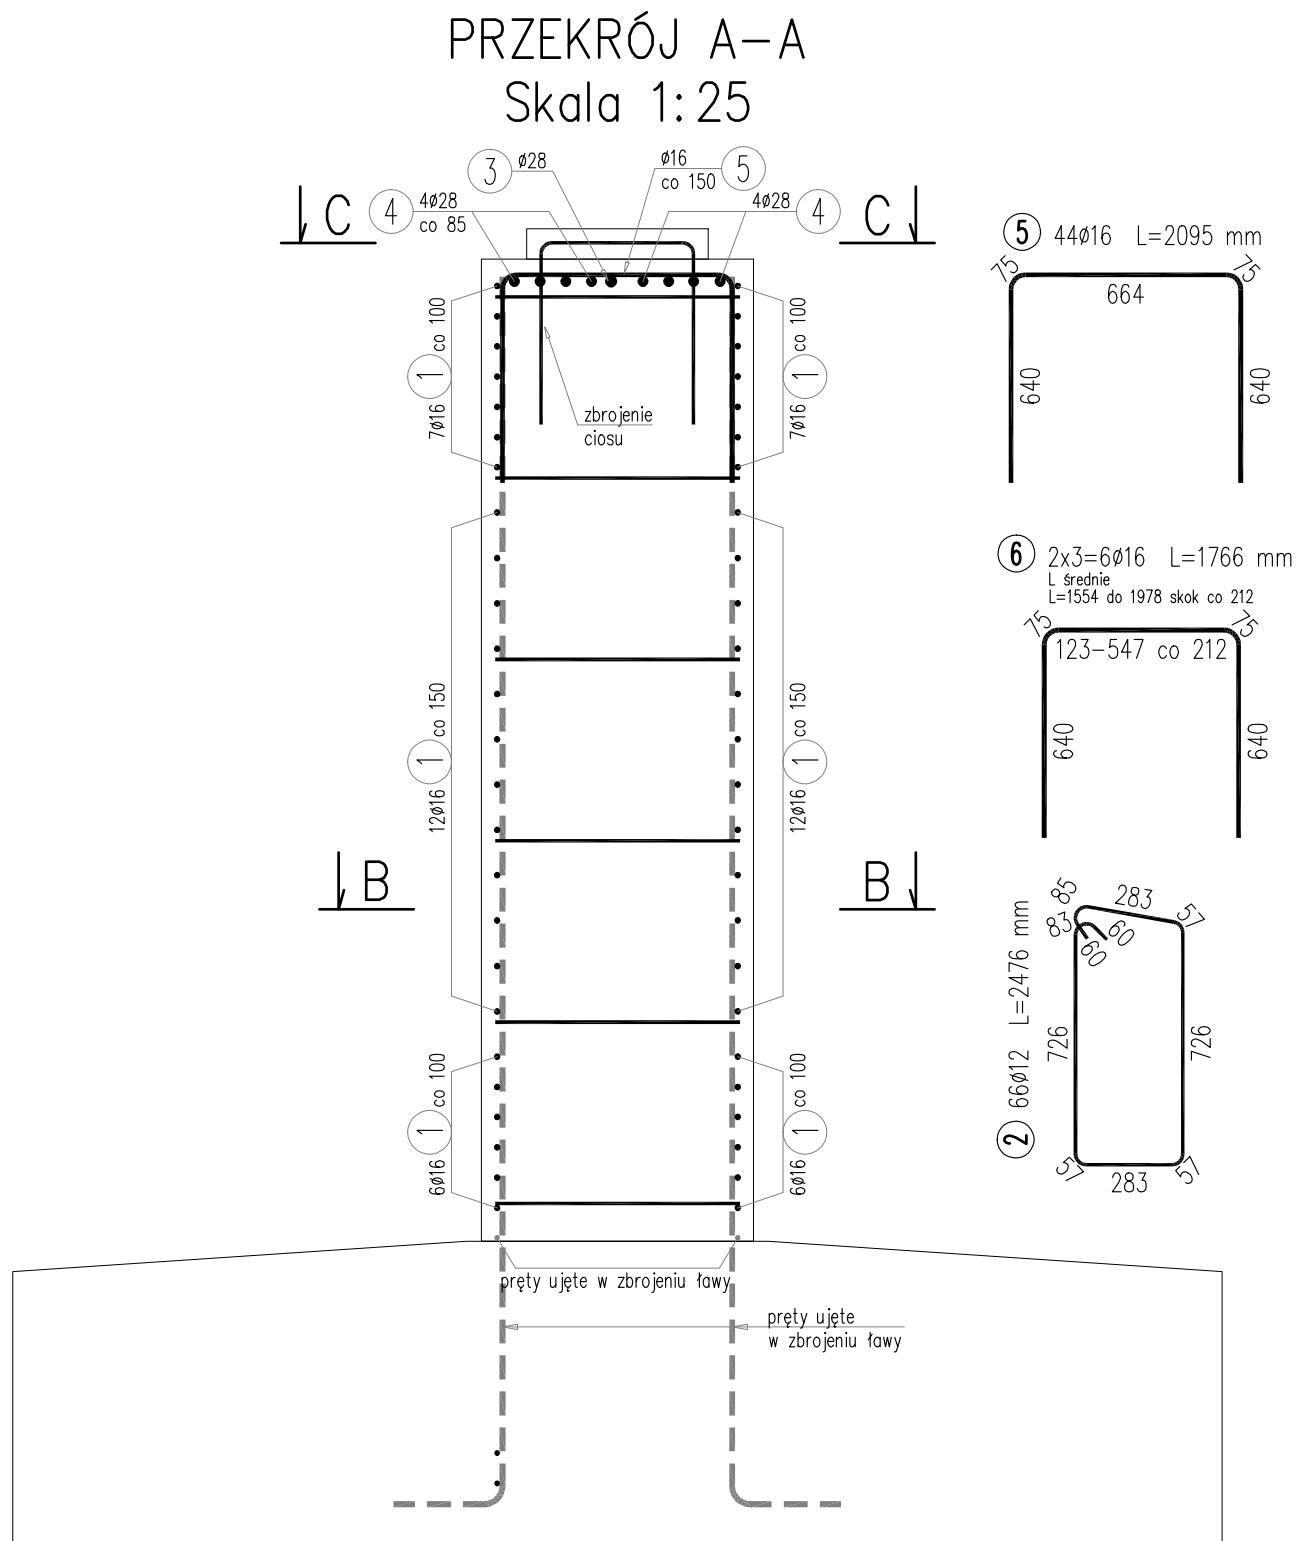 PRZEKRÓJ A-A
Skala 1:25
3 ø28
ø16 5
co 150
4 4ø28
co 85
4ø28 4
C
C
7ø16 1 co 100
7ø16 1 co 100
zbrojenie
ciosu
12ø16 1 co 150
12ø16 1 co 150
B
B
6ø16 1 co 100
6ø16 1 co 100
pręty ujęte w zbrojeniu ławy
pręty ujęte
w zbrojeniu ławy
5 44ø16 L=2095 mm
75
75
664
640
640
6 2x3=6ø16 L=1766 mm
L średnie
L=1554 do 1978 skok co 212
75
75
123-547 co 212
640
640
2 66ø12 L=2476 mm
85
283
57
83
60
60
726
726
57
283
57